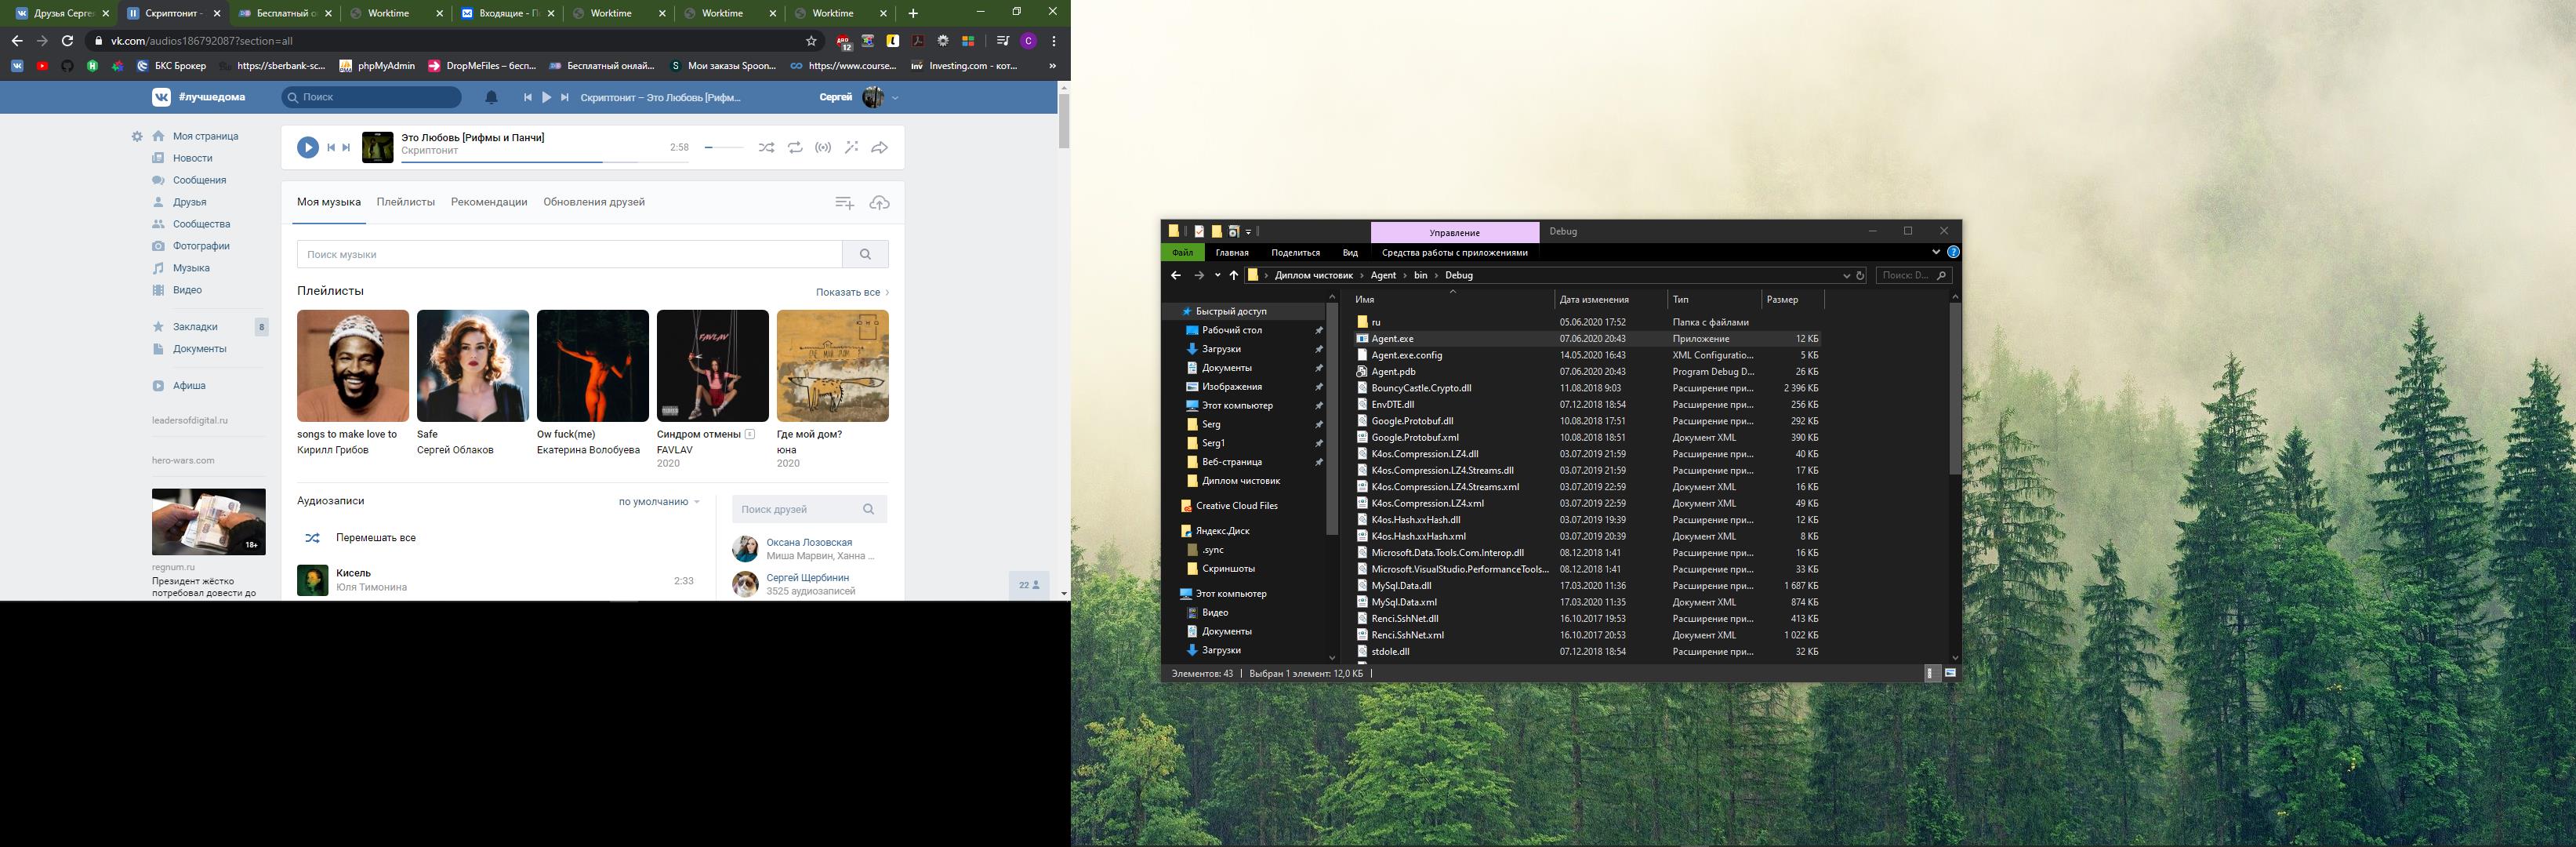 Друзья Серге
Скриптонит -
Бесплатный о
Worktime
Входящие - П
Worktime
Worktime
Worktime
vk.com/audios186792087?section=all
12
C
БКС Брокер
https://sberbank-sc...
phpMyAdmin
DropMeFiles – бесп...
Бесплатный онлай...
Мои заказы Spoon...
https://www.course...
Investing.com - кот...
#лучшедома
Поиск
Скриптонит – Это Любовь [Рифм...
Сергей
Моя страница
Новости
Сообщения
Друзья
Сообщества
Фотографии
Музыка
Видео
Закладки
8
Документы
Афиша
leadersofdigital.ru
hero-wars.com
18+
regnum.ru
Президент жёстко
потребовал довести до
Это Любовь [Рифмы и Панчи]
Скриптонит
2:58
Моя музыка
Плейлисты
Рекомендации
Обновления друзей
Поиск музыки
Плейлисты
Показать все
songs to make love to
Кирилл Грибов
Safe
Сергей Облаков
Ow fuck(me)
Екатерина Волобуева
FAVLAV
Синдром отмены E
FAVLAV
2020
Где мой дом?
юна
2020
Аудиозаписи
по умолчанию
Перемешать все
Кисель
Юля Тимонина
2:33
Поиск друзей
Оксана Лозовская
Миша Марвин, Ханна ...
Сергей Щербинин
3525 аудиозаписей
22
Управление
Debug
Файл
Главная
Поделиться
Вид
Средства работы с приложениями
Диплом чистовик
Agent
bin
Debug
Поиск: D...
Быстрый доступ
Рабочий стол
Загрузки
Документы
Изображения
Этот компьютер
Serg
Serg1
Веб-страница
Диплом чистовик
Creative Cloud Files
Яндекс.Диск
.sync
Скриншоты
Этот компьютер
Видео
Документы
Загрузки
Имя Дата изменения Тип Размер
ru 05.06.2020 17:52 Папка с файлами
Agent.exe 07.06.2020 20:43 Приложение 12 КБ
Agent.exe.config 14.05.2020 16:43 XML Configuratio... 5 КБ
Agent.pdb 07.06.2020 20:43 Program Debug D... 26 КБ
BouncyCastle.Crypto.dll 11.08.2018 9:03 Расширение при... 2 396 КБ
EnvDTE.dll 07.12.2018 18:54 Расширение при... 256 КБ
Google.Protobuf.dll 10.08.2018 17:51 Расширение при... 292 КБ
Google.Protobuf.xml 10.08.2018 18:51 Документ XML 390 КБ
K4os.Compression.LZ4.dll 03.07.2019 21:59 Расширение при... 40 КБ
K4os.Compression.LZ4.Streams.dll 03.07.2019 21:59 Расширение при... 17 КБ
K4os.Compression.LZ4.Streams.xml 03.07.2019 22:59 Документ XML 16 КБ
K4os.Compression.LZ4.xml 03.07.2019 22:59 Документ XML 49 КБ
K4os.Hash.xxHash.dll 03.07.2019 19:39 Расширение при... 12 КБ
K4os.Hash.xxHash.xml 03.07.2019 20:39 Документ XML 8 КБ
Microsoft.Data.Tools.Com.Interop.dll 08.12.2018 1:41 Расширение при... 16 КБ
Microsoft.VisualStudio.PerformanceTools... 08.12.2018 1:41 Расширение при... 33 КБ
MySql.Data.dll 17.03.2020 11:36 Расширение при... 1 687 КБ
MySql.Data.xml 17.03.2020 11:35 Документ XML 874 КБ
Renci.SshNet.dll 16.10.2017 19:53 Расширение при... 413 КБ
Renci.SshNet.xml 16.10.2017 20:53 Документ XML 1 022 КБ
stdole.dll 07.12.2018 18:54 Расширение при... 32 КБ
Элементов: 43
Выбран 1 элемент: 12,0 КБ